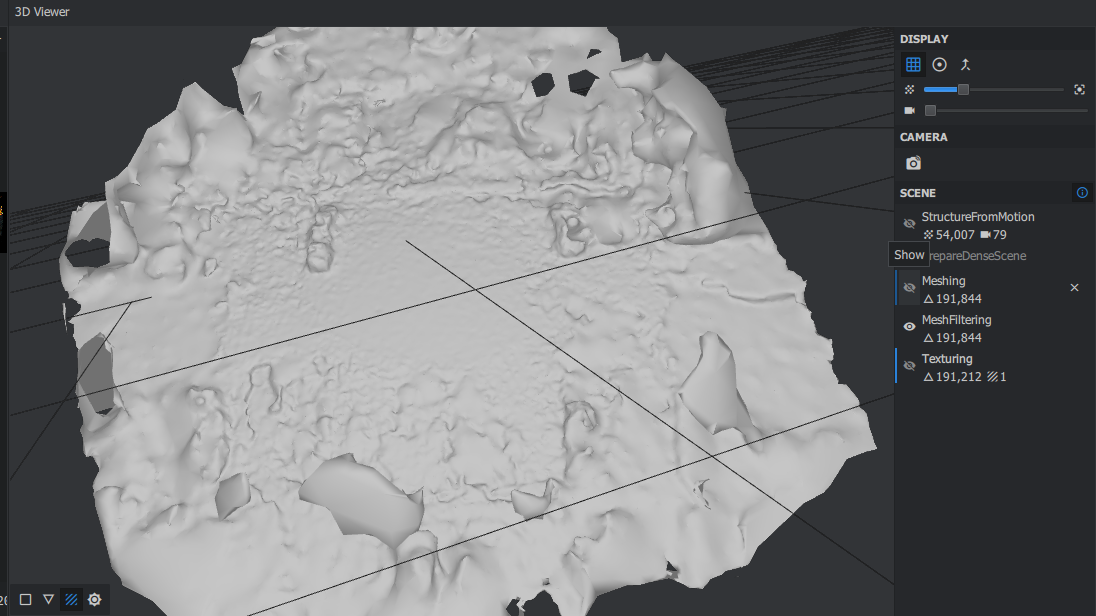 3D Viewer
DISPLAY
CAMERA
SCENE
StructureFromMotion
54,007 79
Show
repareDenseScene
Meshing
191,844
MeshFiltering
191,844
Texturing
191,212 1